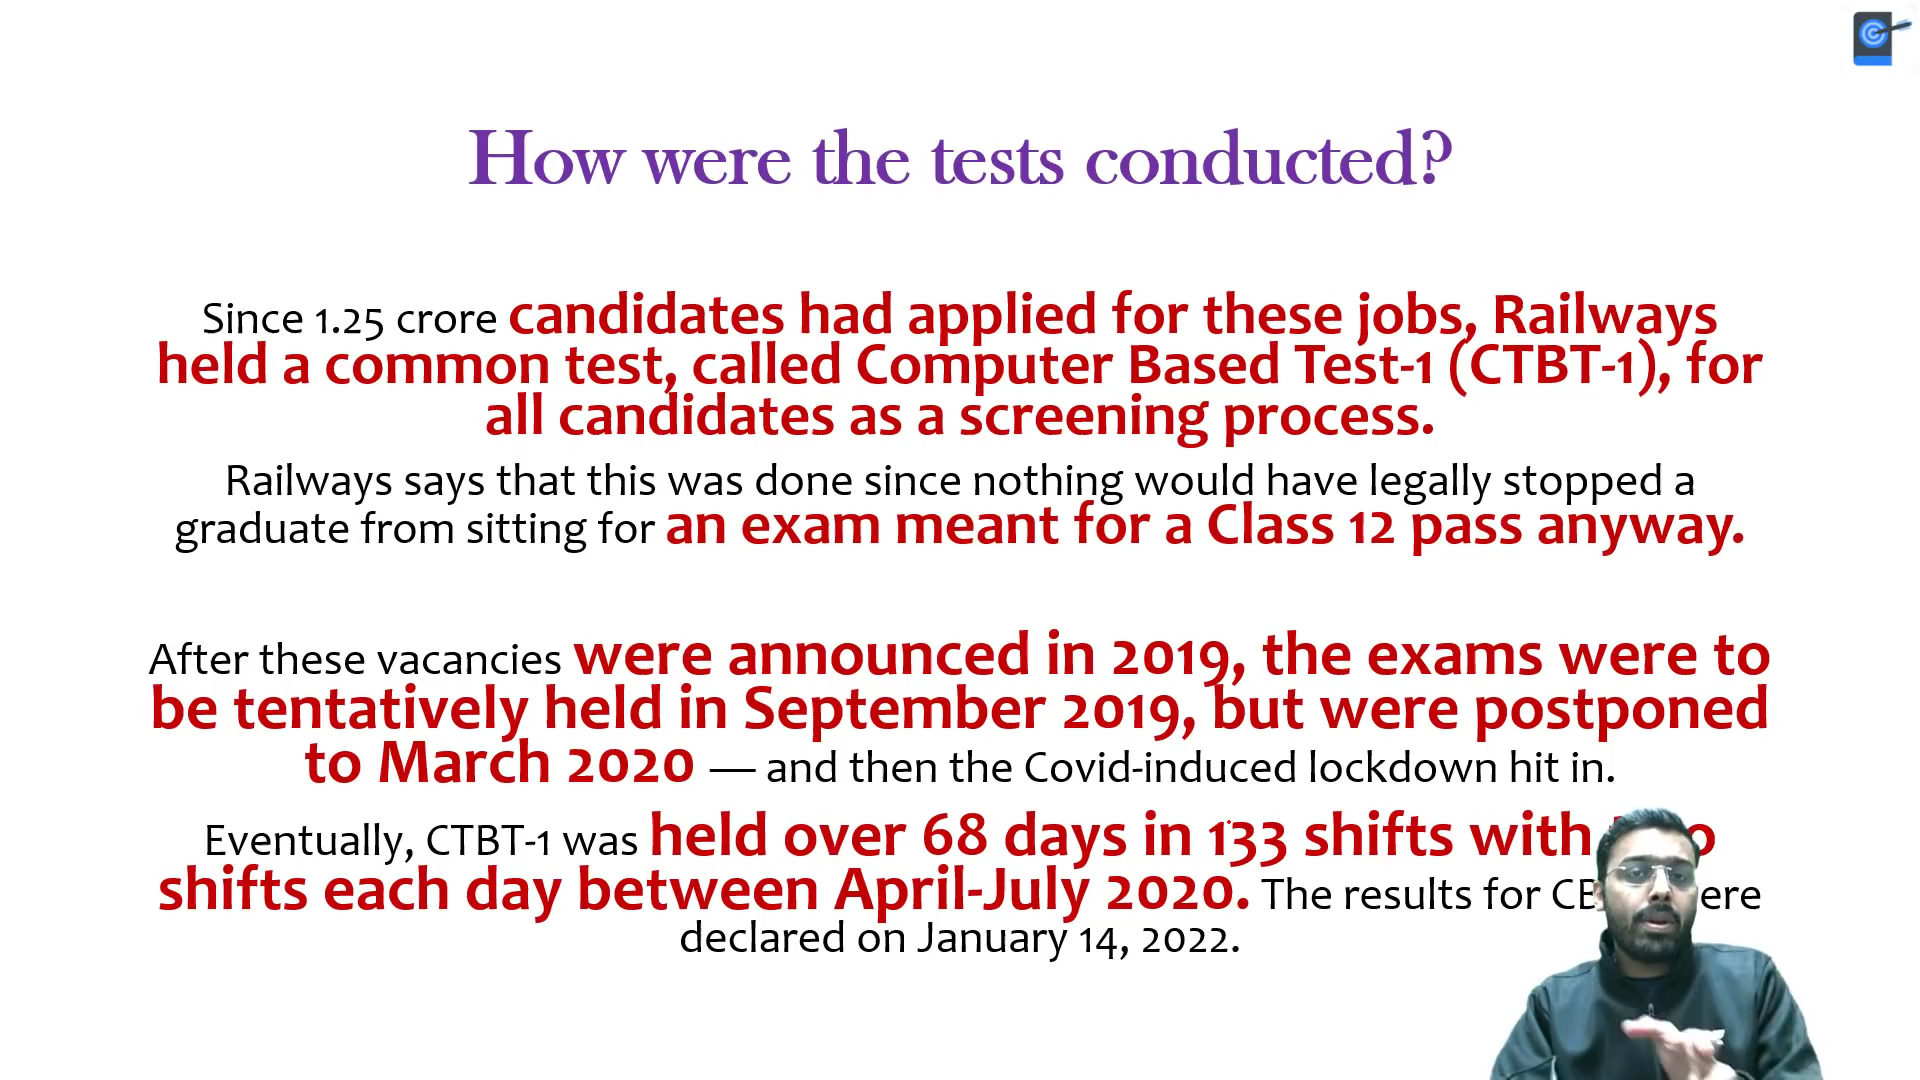 How were the tests conducted?
Since 1.25 crore candidates had applied for these jobs, Railways
held a common test, called Computer Based Test-1 (CTBT-1), for
all candidates as a screening process.
Railways says that this was done since nothing would have legally stopped a
graduate from sitting for an exam meant for a Class 12 pass anyway.
After these vacancies were announced in 2019, the exams were to
be tentatively held in September 2019, but were postponed
to March 2020 — and then the Covid-induced lockdown hit in.
Eventually, CTBT-1 was held over 68 days in 133 shifts with
shifts each day between April-July 2020. The results for
declared on January 14, 2022.